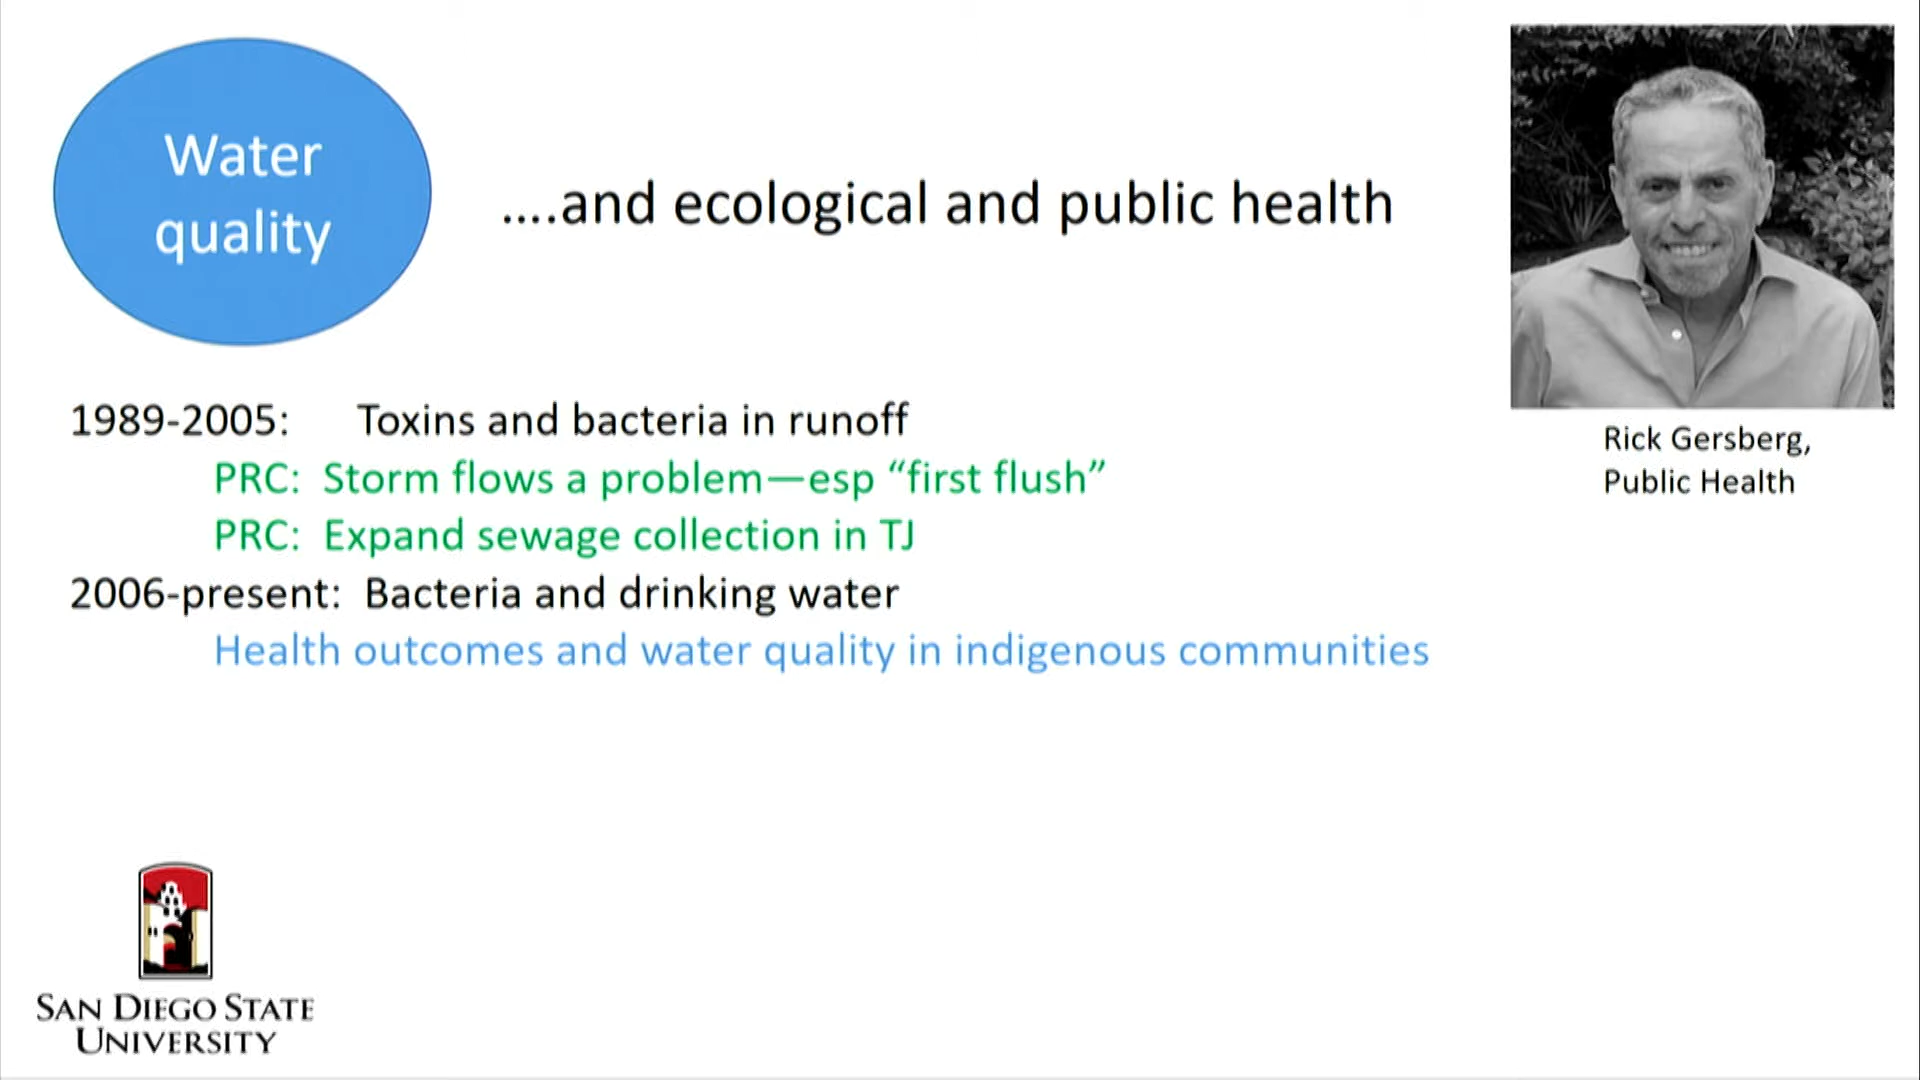 Water
quality
....and ecological and public health
Rick Gersberg,
Public Health
1989-2005: Toxins and bacteria in runoff
PRC: Storm flows a problem—esp “first flush”
PRC: Expand sewage collection in TJ
2006-present: Bacteria and drinking water
Health outcomes and water quality in indigenous communities
SAN DIEGO STATE
UNIVERSITY